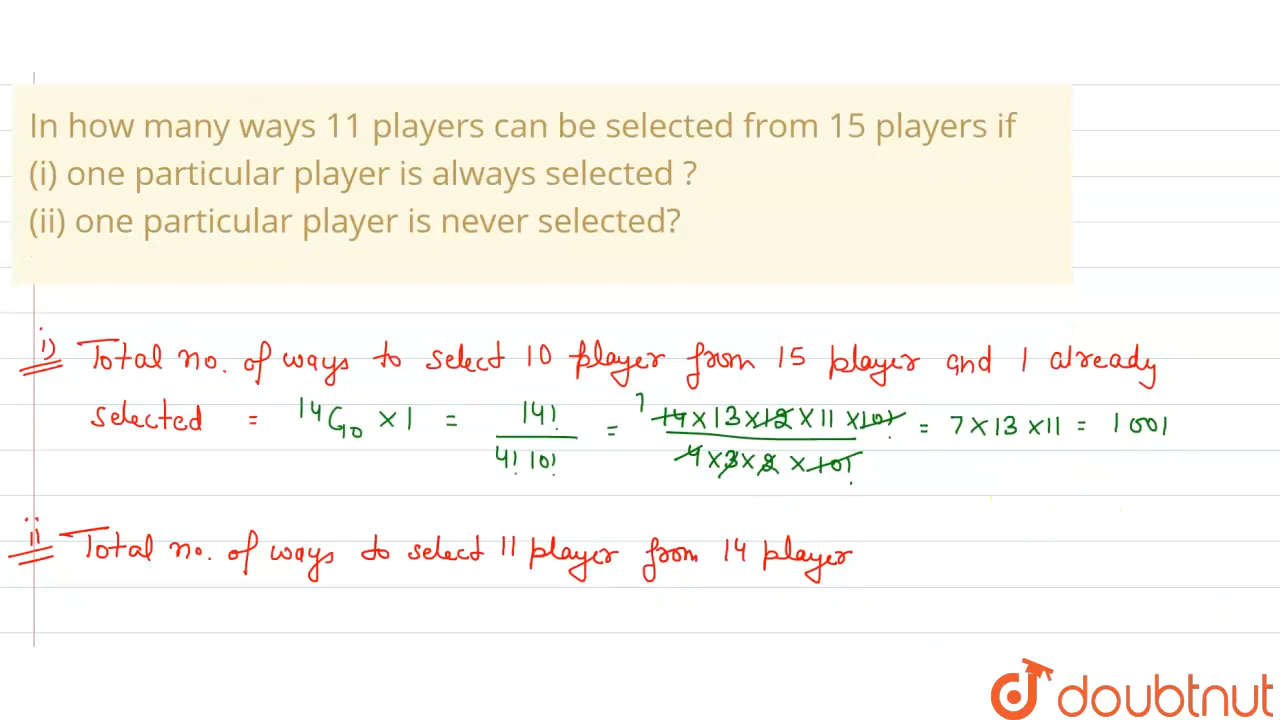 In how many ways 11 players can be selected from 15 players if
(i) one particular player is always selected ?
(ii) one particular player is never selected?
i) Total no. of ways to select 10 player from 15 player and 1 already
selected = ¹⁴C₁₀ × 1 = 14! / 4! 10! = 7 14 × 13 × 12 × 11 × 10! / 4 × 3 × 2 × 10! = 7 × 13 × 11 = 1001
ii Total no. of ways to select 11 player from 14 player
doubtnut